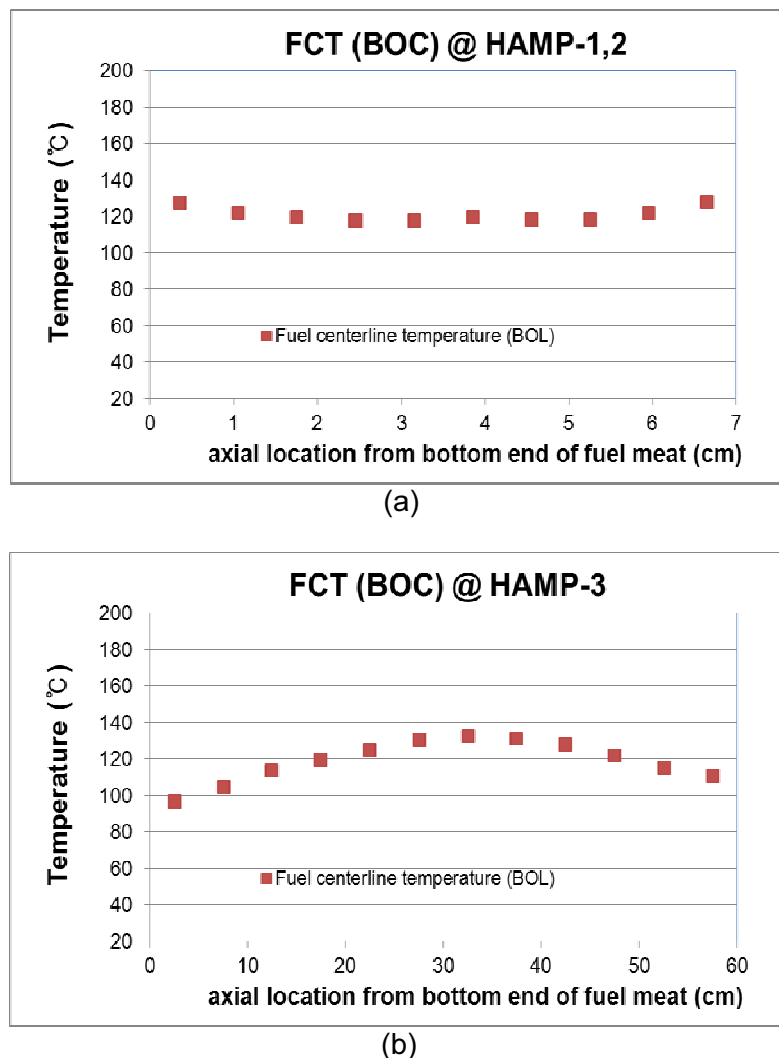 FCT (BOC) @ HAMP-1,2
200
180
160
140
120
100
80
60
40
20
Temperature (℃)
Fuel centerline temperature (BOL)
0 1 2 3 4 5 6 7
axial location from bottom end of fuel meat (cm)
(a)
FCT (BOC) @ HAMP-3
200
180
160
140
120
100
80
60
40
20
Temperature (℃)
Fuel centerline temperature (BOL)
0 10 20 30 40 50 60
axial location from bottom end of fuel meat (cm)
(b)